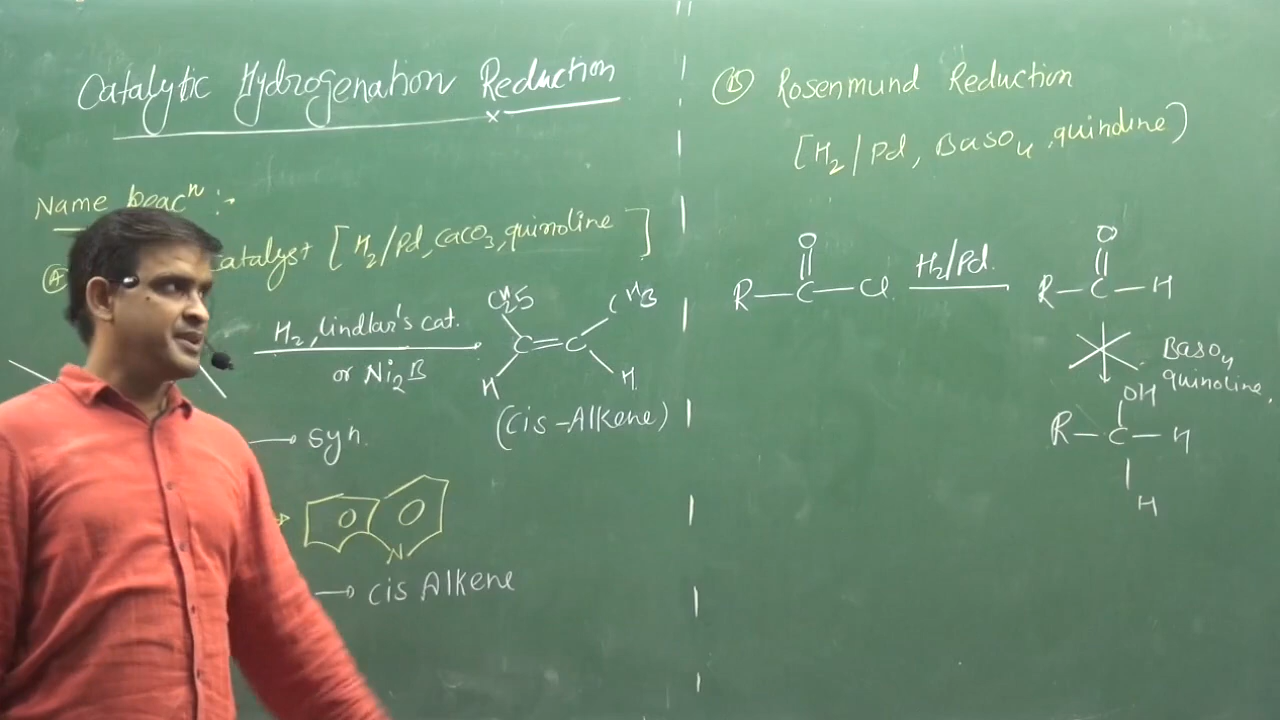 Catalytic Hydrogenation Reduction
Name Reacⁿ :-
(A) Catalyst [H₂/Pd, CaCO₃, quinoline]
H₂, lindlar's cat.
or Ni₂B
C₂H5 CH3
C=C
H H
(Cis-Alkene)
→ syn.
N
→ cis Alkene
(B) Rosenmund Reduction
[H₂/Pd, BaSO₄, quinoline]
O
R-C-Cl
H₂/Pd.
O
R-C-H
BaSO₄
quinoline,
OH
R-C-H
H